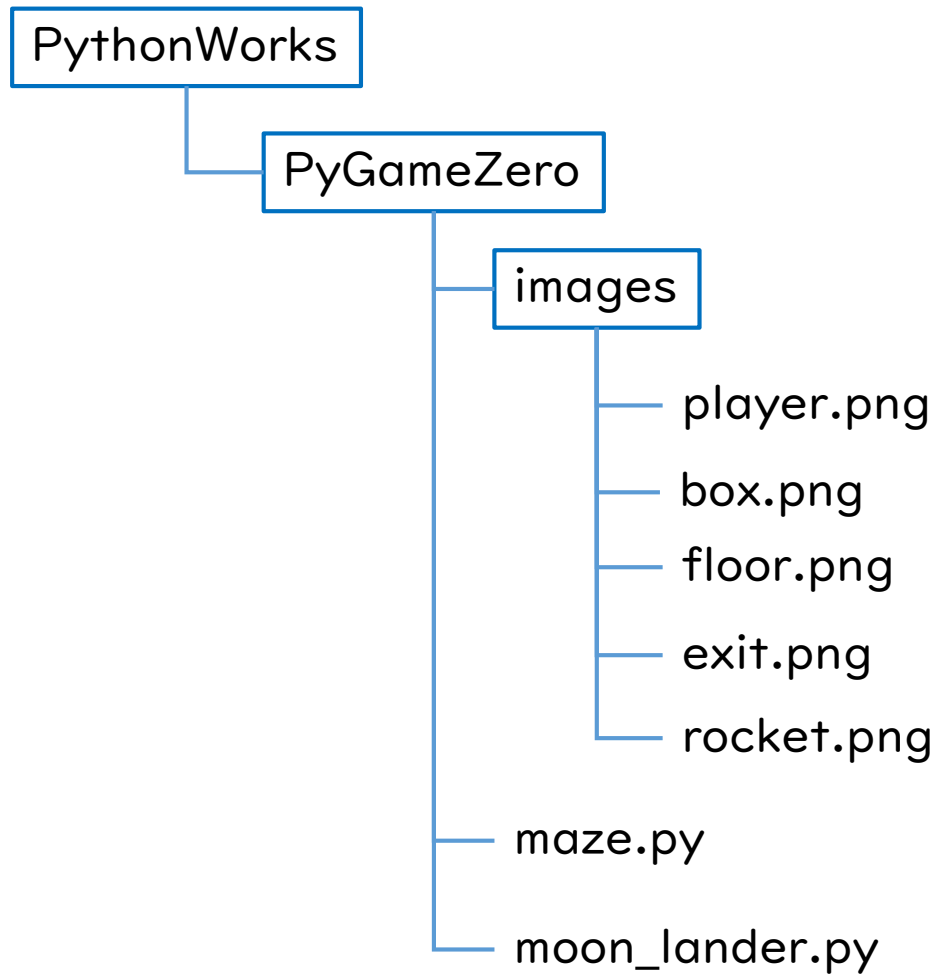 PythonWorks
PyGameZero
images
player.png
box.png
floor.png
exit.png
rocket.png
maze.py
moon_lander.py